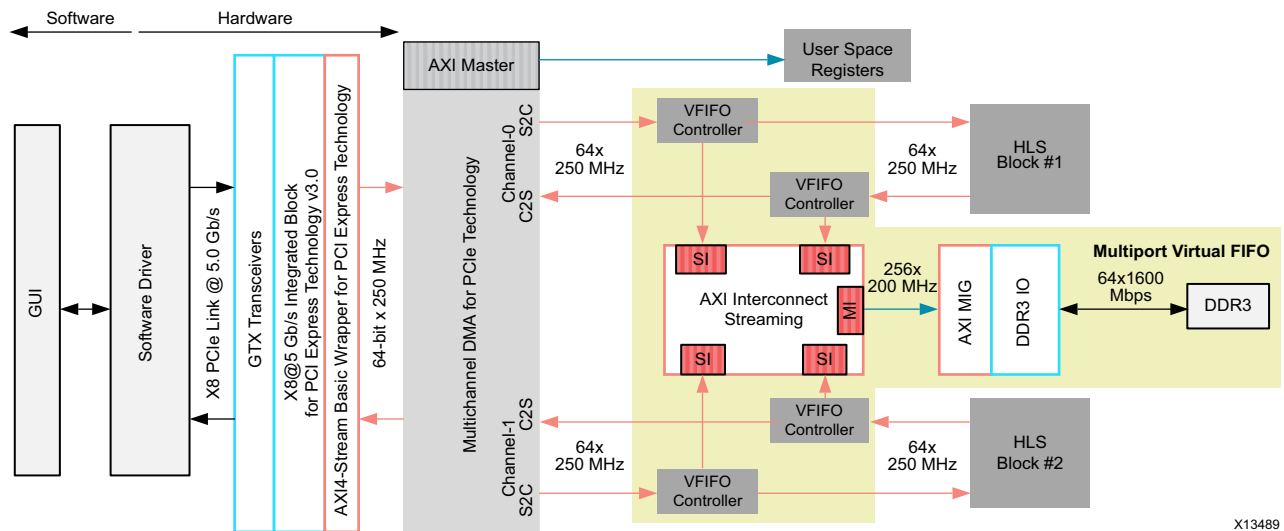 Software
Hardware
GUI
Software Driver
X8 PCIe Link @ 5.0 Gb/s
GTX Transceivers
X8@5 Gb/s Integrated Block
for PCI Express Technology v3.0
AXI4-Stream Basic Wrapper for PCI Express Technology
64-bit x 250 MHz
AXI Master
Multichannel DMA for PCIe Technology
Channel-0
S2C
C2S
Channel-1
C2S
S2C
User Space
Registers
VFIFO
Controller
64x
250 MHz
64x
250 MHz
HLS
Block #1
VFIFO
Controller
SI
SI
AXI Interconnect
Streaming
MI
SI
SI
256x
200 MHz
Multiport Virtual FIFO
AXI MIG
DDR3 IO
64x1600
Mbps
DDR3
VFIFO
Controller
64x
250 MHz
64x
250 MHz
HLS
Block #2
VFIFO
Controller
X13489